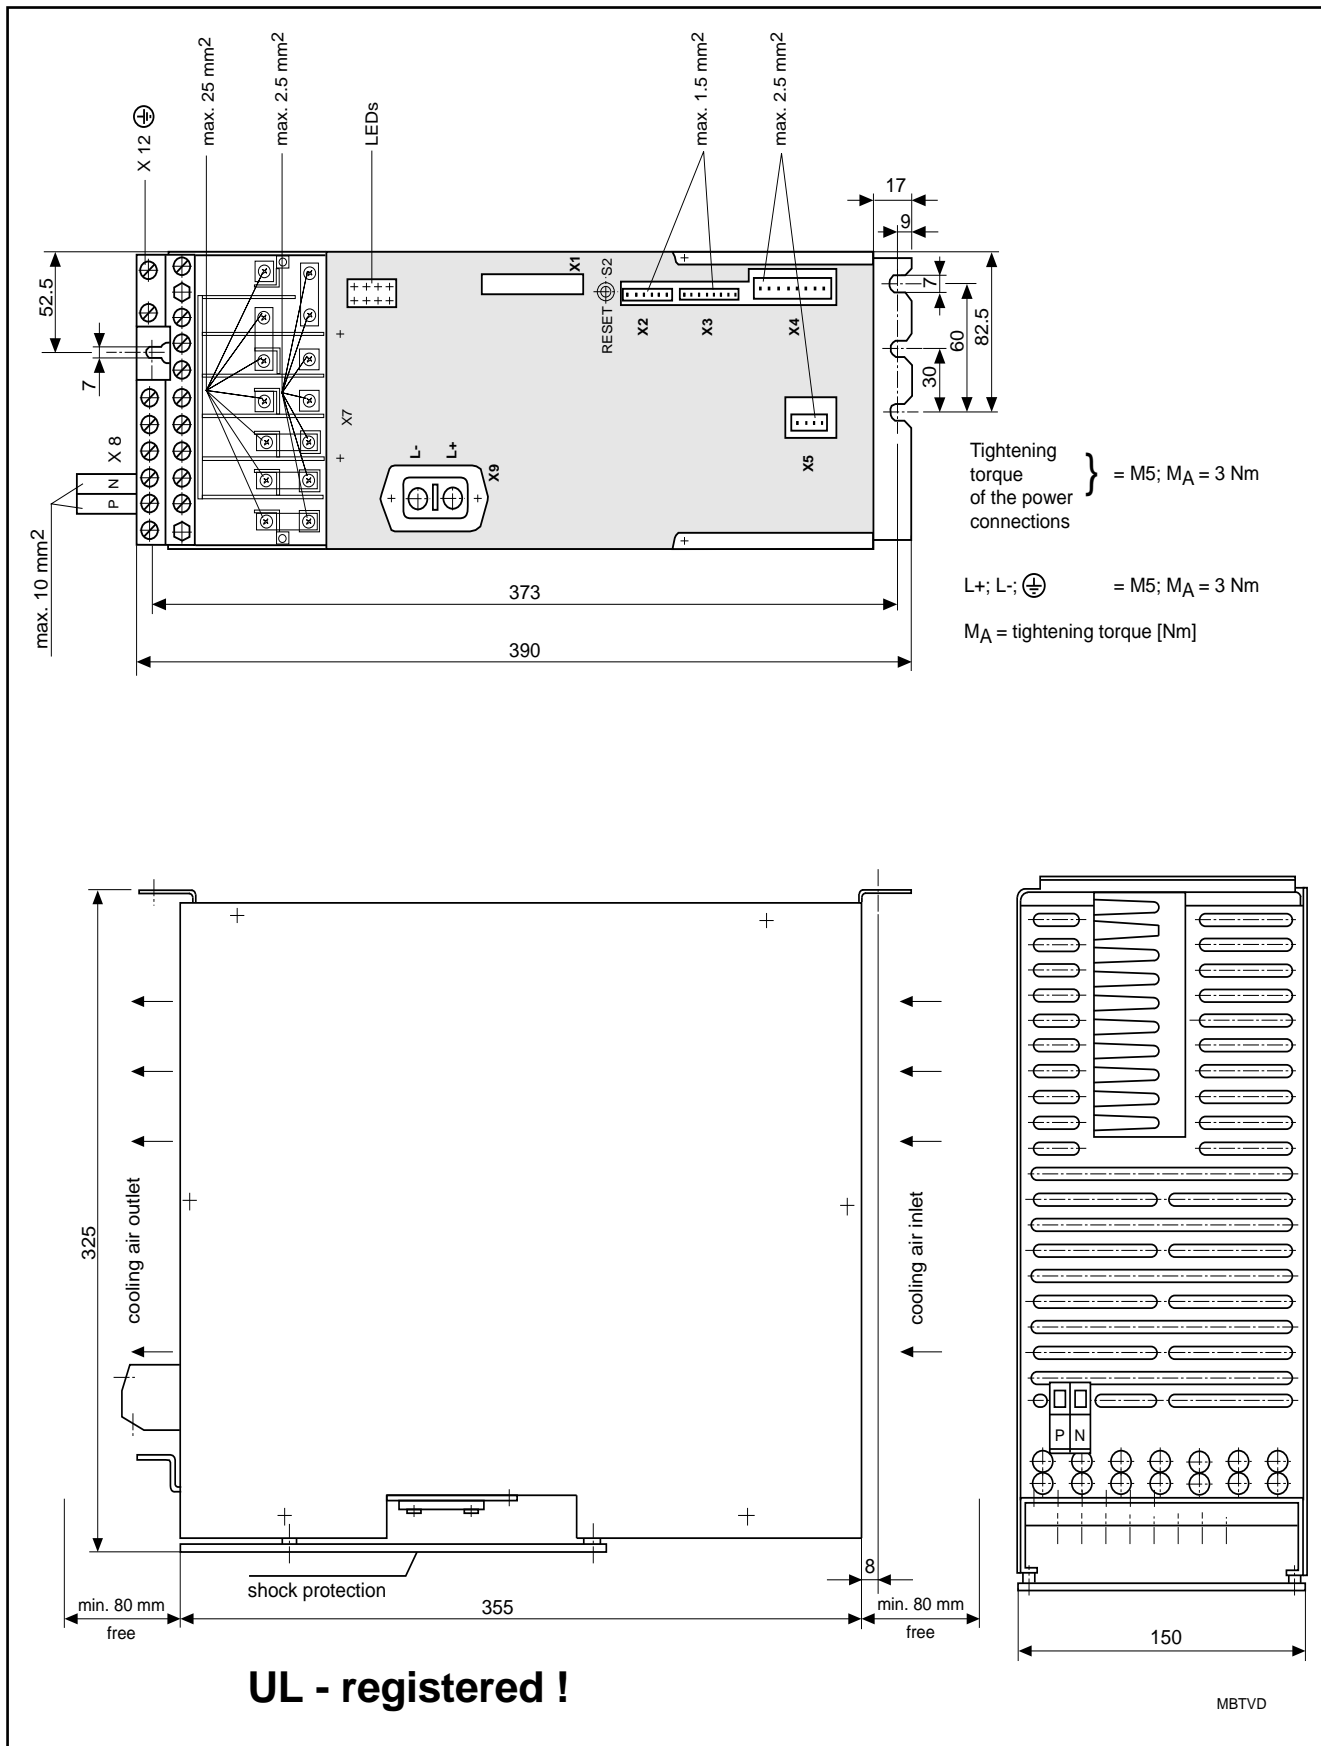 X 12
max. 25 mm2
max. 2.5 mm2
LEDs
max. 1.5 mm2
max. 2.5 mm2
17
9
52.5
7
X1
S2
RESET
X2
X3
X4
7
60
82.5
30
X7
X 8
N
P
L-
L+
X9
X5
max. 10 mm2
Tightening
torque
of the power
connections
} = M5; MA = 3 Nm
373
L+; L-; = M5; MA = 3 Nm
MA = tightening torque [Nm]
390
325
cooling air outlet
cooling air inlet
P N
8
shock protection
min. 80 mm
free
355
min. 80 mm
free
150
UL - registered !
MBTVD